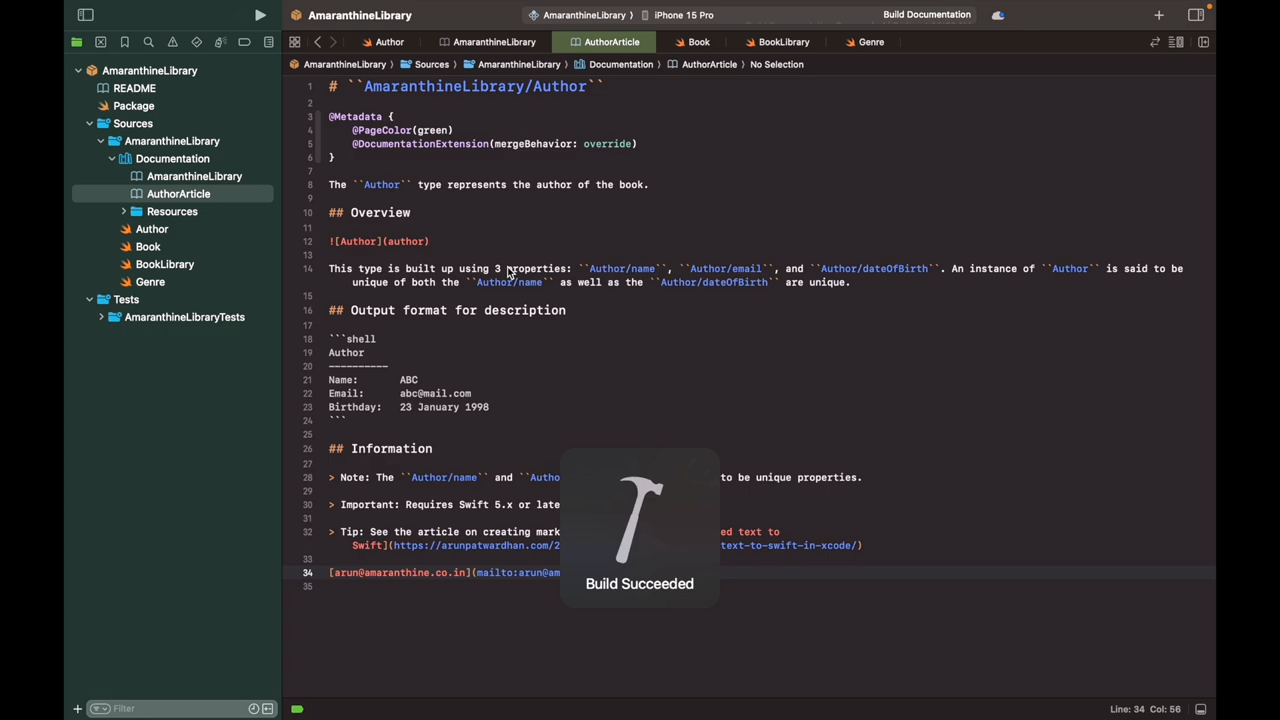 AmaranthineLibrary
AmaranthineLibrary 〉 iPhone 15 Pro
Build Documentation
Author
AmaranthineLibrary
AuthorArticle
Book
BookLibrary
Genre
AmaranthineLibrary 〉 Sources 〉 AmaranthineLibrary 〉 Documentation 〉 AuthorArticle 〉 No Selection
AmaranthineLibrary
README
Package
Sources
AmaranthineLibrary
Documentation
AmaranthineLibrary
AuthorArticle
Resources
Author
Book
BookLibrary
Genre
Tests
AmaranthineLibraryTests
Filter
1 # ``AmaranthineLibrary/Author``
2
3 @Metadata {
4 @PageColor(green)
5 @DocumentationExtension(mergeBehavior: override)
6 }
7
8 The ``Author`` type represents the author of the book.
9
10 ## Overview
11
12 ![Author](author)
13
14 This type is built up using 3 properties: ``Author/name``, ``Author/email``, and ``Author/dateOfBirth``. An instance of ``Author`` is said to be
unique of both the ``Author/name`` as well as the ``Author/dateOfBirth`` are unique.
15
16 ## Output format for description
17
18 ```shell
19 Author
20 ----------
21 Name: ABC
22 Email: abc@mail.com
23 Birthday: 23 January 1998
24 ```
25
26 ## Information
27
28 > Note: The ``Author/name`` and ``Autho to be unique properties.
29
30 > Important: Requires Swift 5.x or late
31
32 > Tip: See the article on creating mark ed text to
Swift](https://arunpatwardhan.com/2 text-to-swift-in-xcode/)
33
34 [arun@amaranthine.co.in](mailto:arun@am
35
Build Succeeded
Line: 34 Col: 56